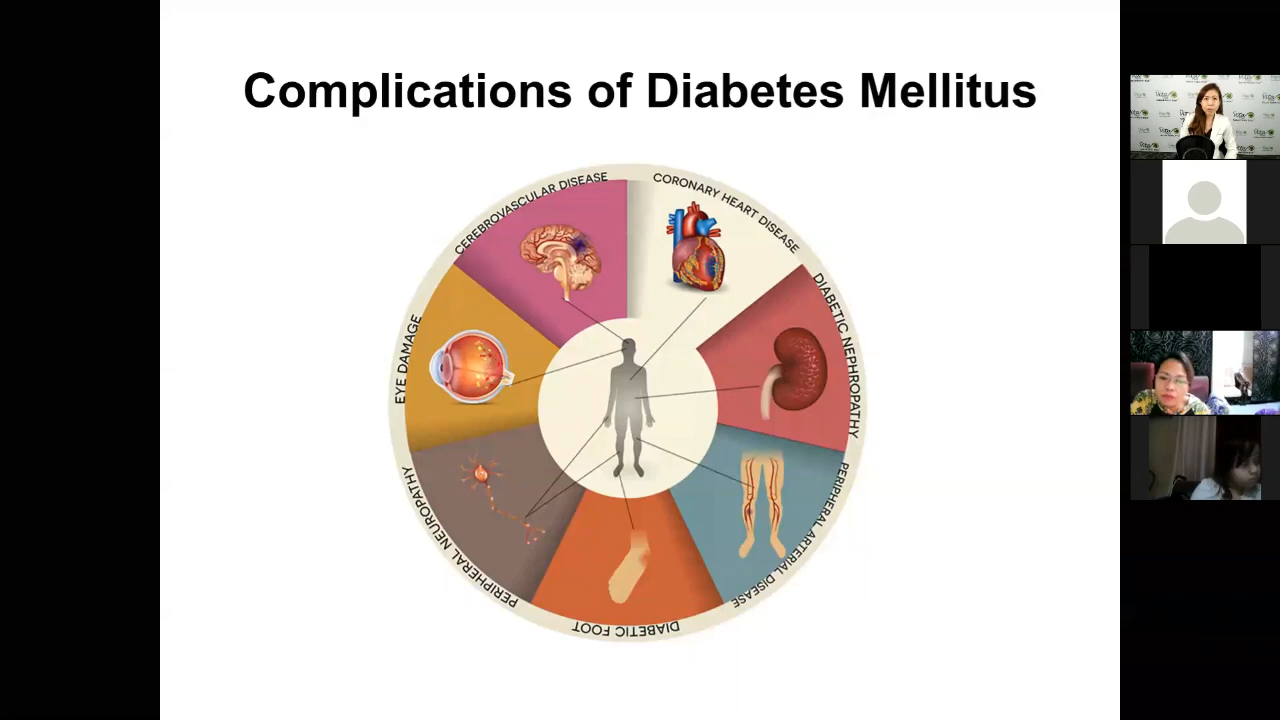 Complications of Diabetes Mellitus
CEREBROVASCULAR DISEASE
CORONARY HEART DISEASE
DIABETIC NEPHROPATHY
PERIPHERAL ARTERIAL DISEASE
DIABETIC FOOT
PERIPHERAL NEUROPATHY
EYE DAMAGE